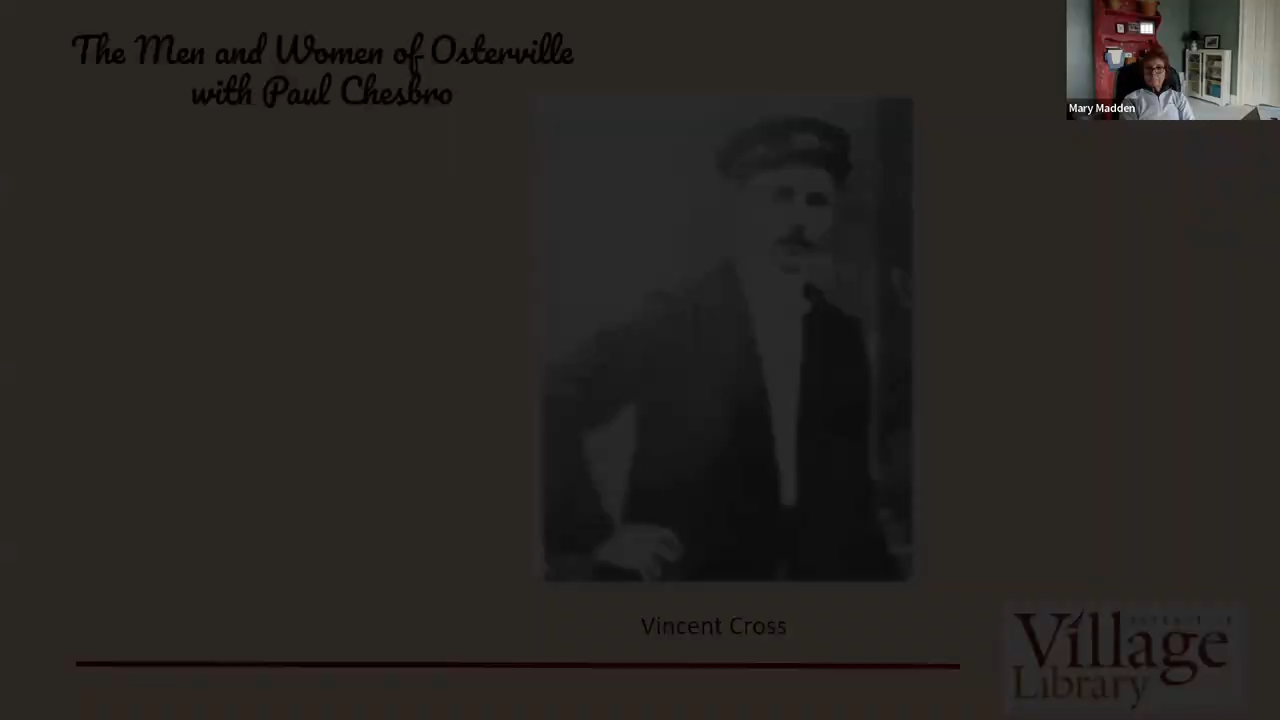 The Men and Women of Osterville
with Paul Chesbro
Mary Madden
Vincent Cross
Village
Library